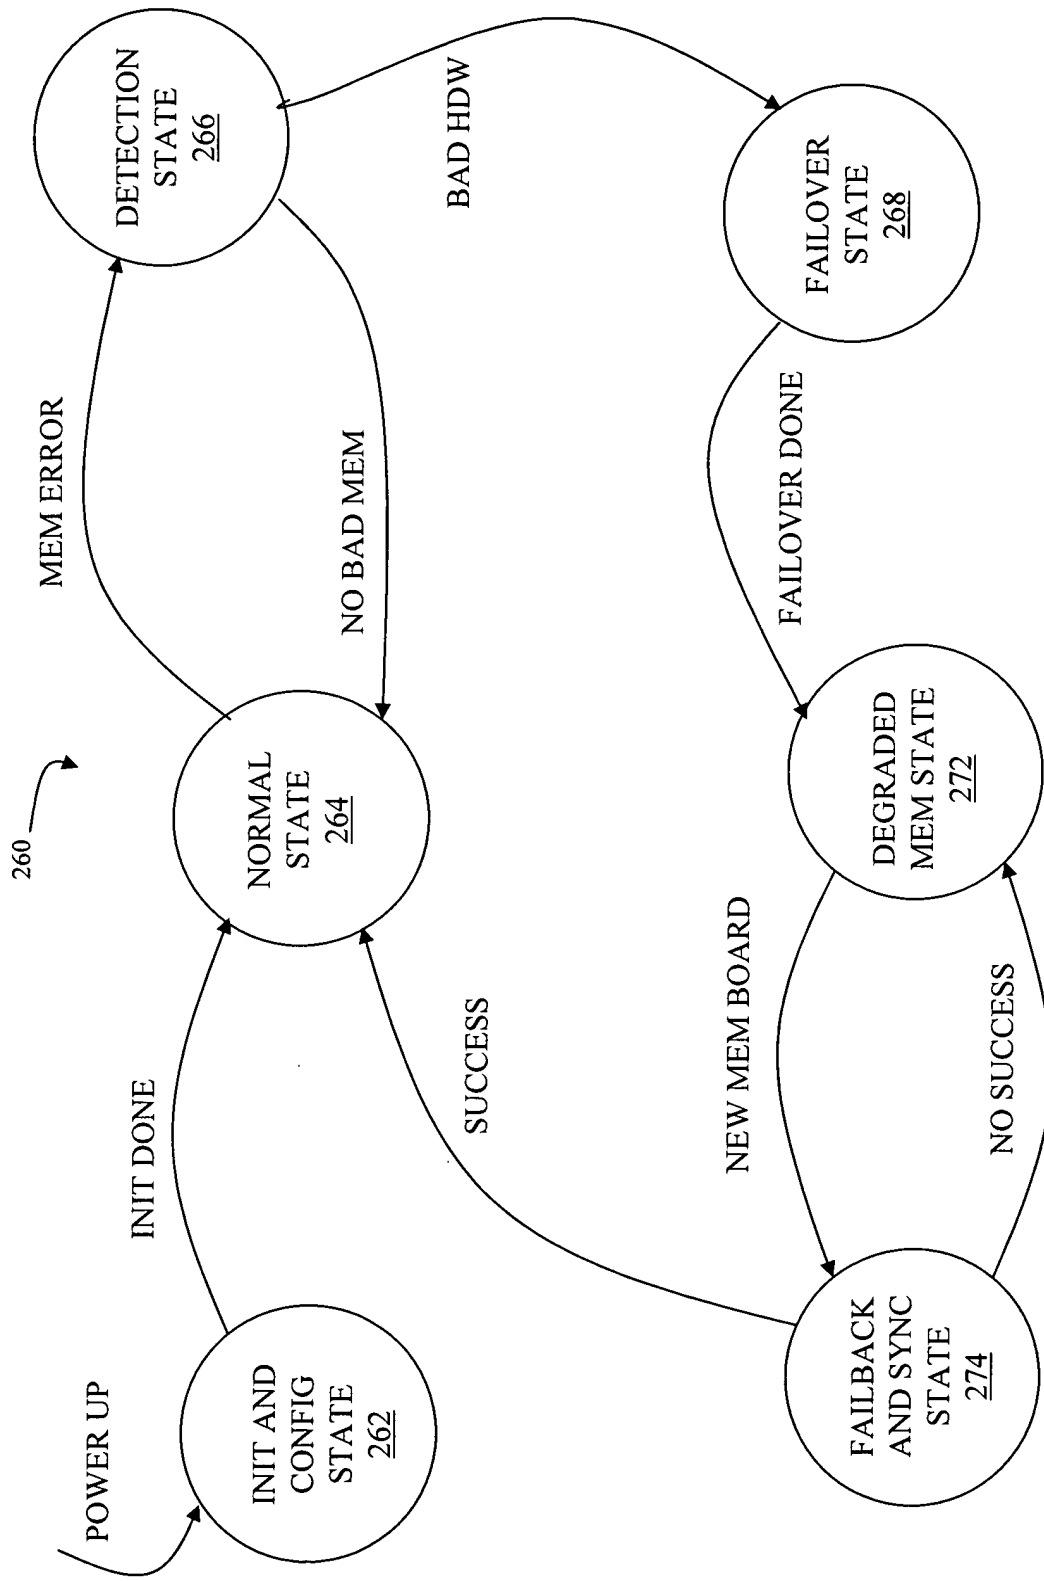 260
POWER UP
INIT AND
CONFIG
STATE
262
INIT DONE
NORMAL
STATE
264
MEM ERROR
NO BAD MEM
DETECTION
STATE
266
BAD HDW
SUCCESS
FAILBACK
AND SYNC
STATE
274
NEW MEM BOARD
NO SUCCESS
DEGRADED
MEM STATE
272
FAILOVER DONE
FAILOVER
STATE
268